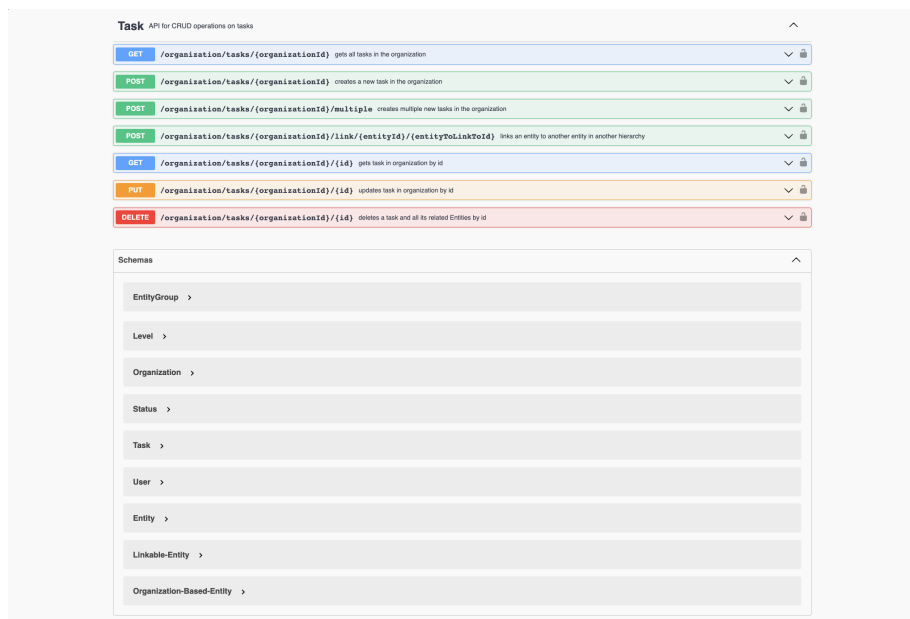 Task API for CRUD operations on tasks
GET /organization/tasks/{organizationId} gets all tasks in the organization
POST /organization/tasks/{organizationId} creates a new task in the organization
POST /organization/tasks/{organizationId}/multiple creates multiple new tasks in the organization
POST /organization/tasks/{organizationId}/link/{entityId}/{entityToLinkToId} links an entity to another entity in another hierarchy
GET /organization/tasks/{organizationId}/{id} gets task in organization by id
PUT /organization/tasks/{organizationId}/{id} updates task in organization by id
DELETE /organization/tasks/{organizationId}/{id} deletes a task and all its related Entities by id
Schemas
EntityGroup
Level
Organization
Status
Task
User
Entity
Linkable-Entity
Organization-Based-Entity